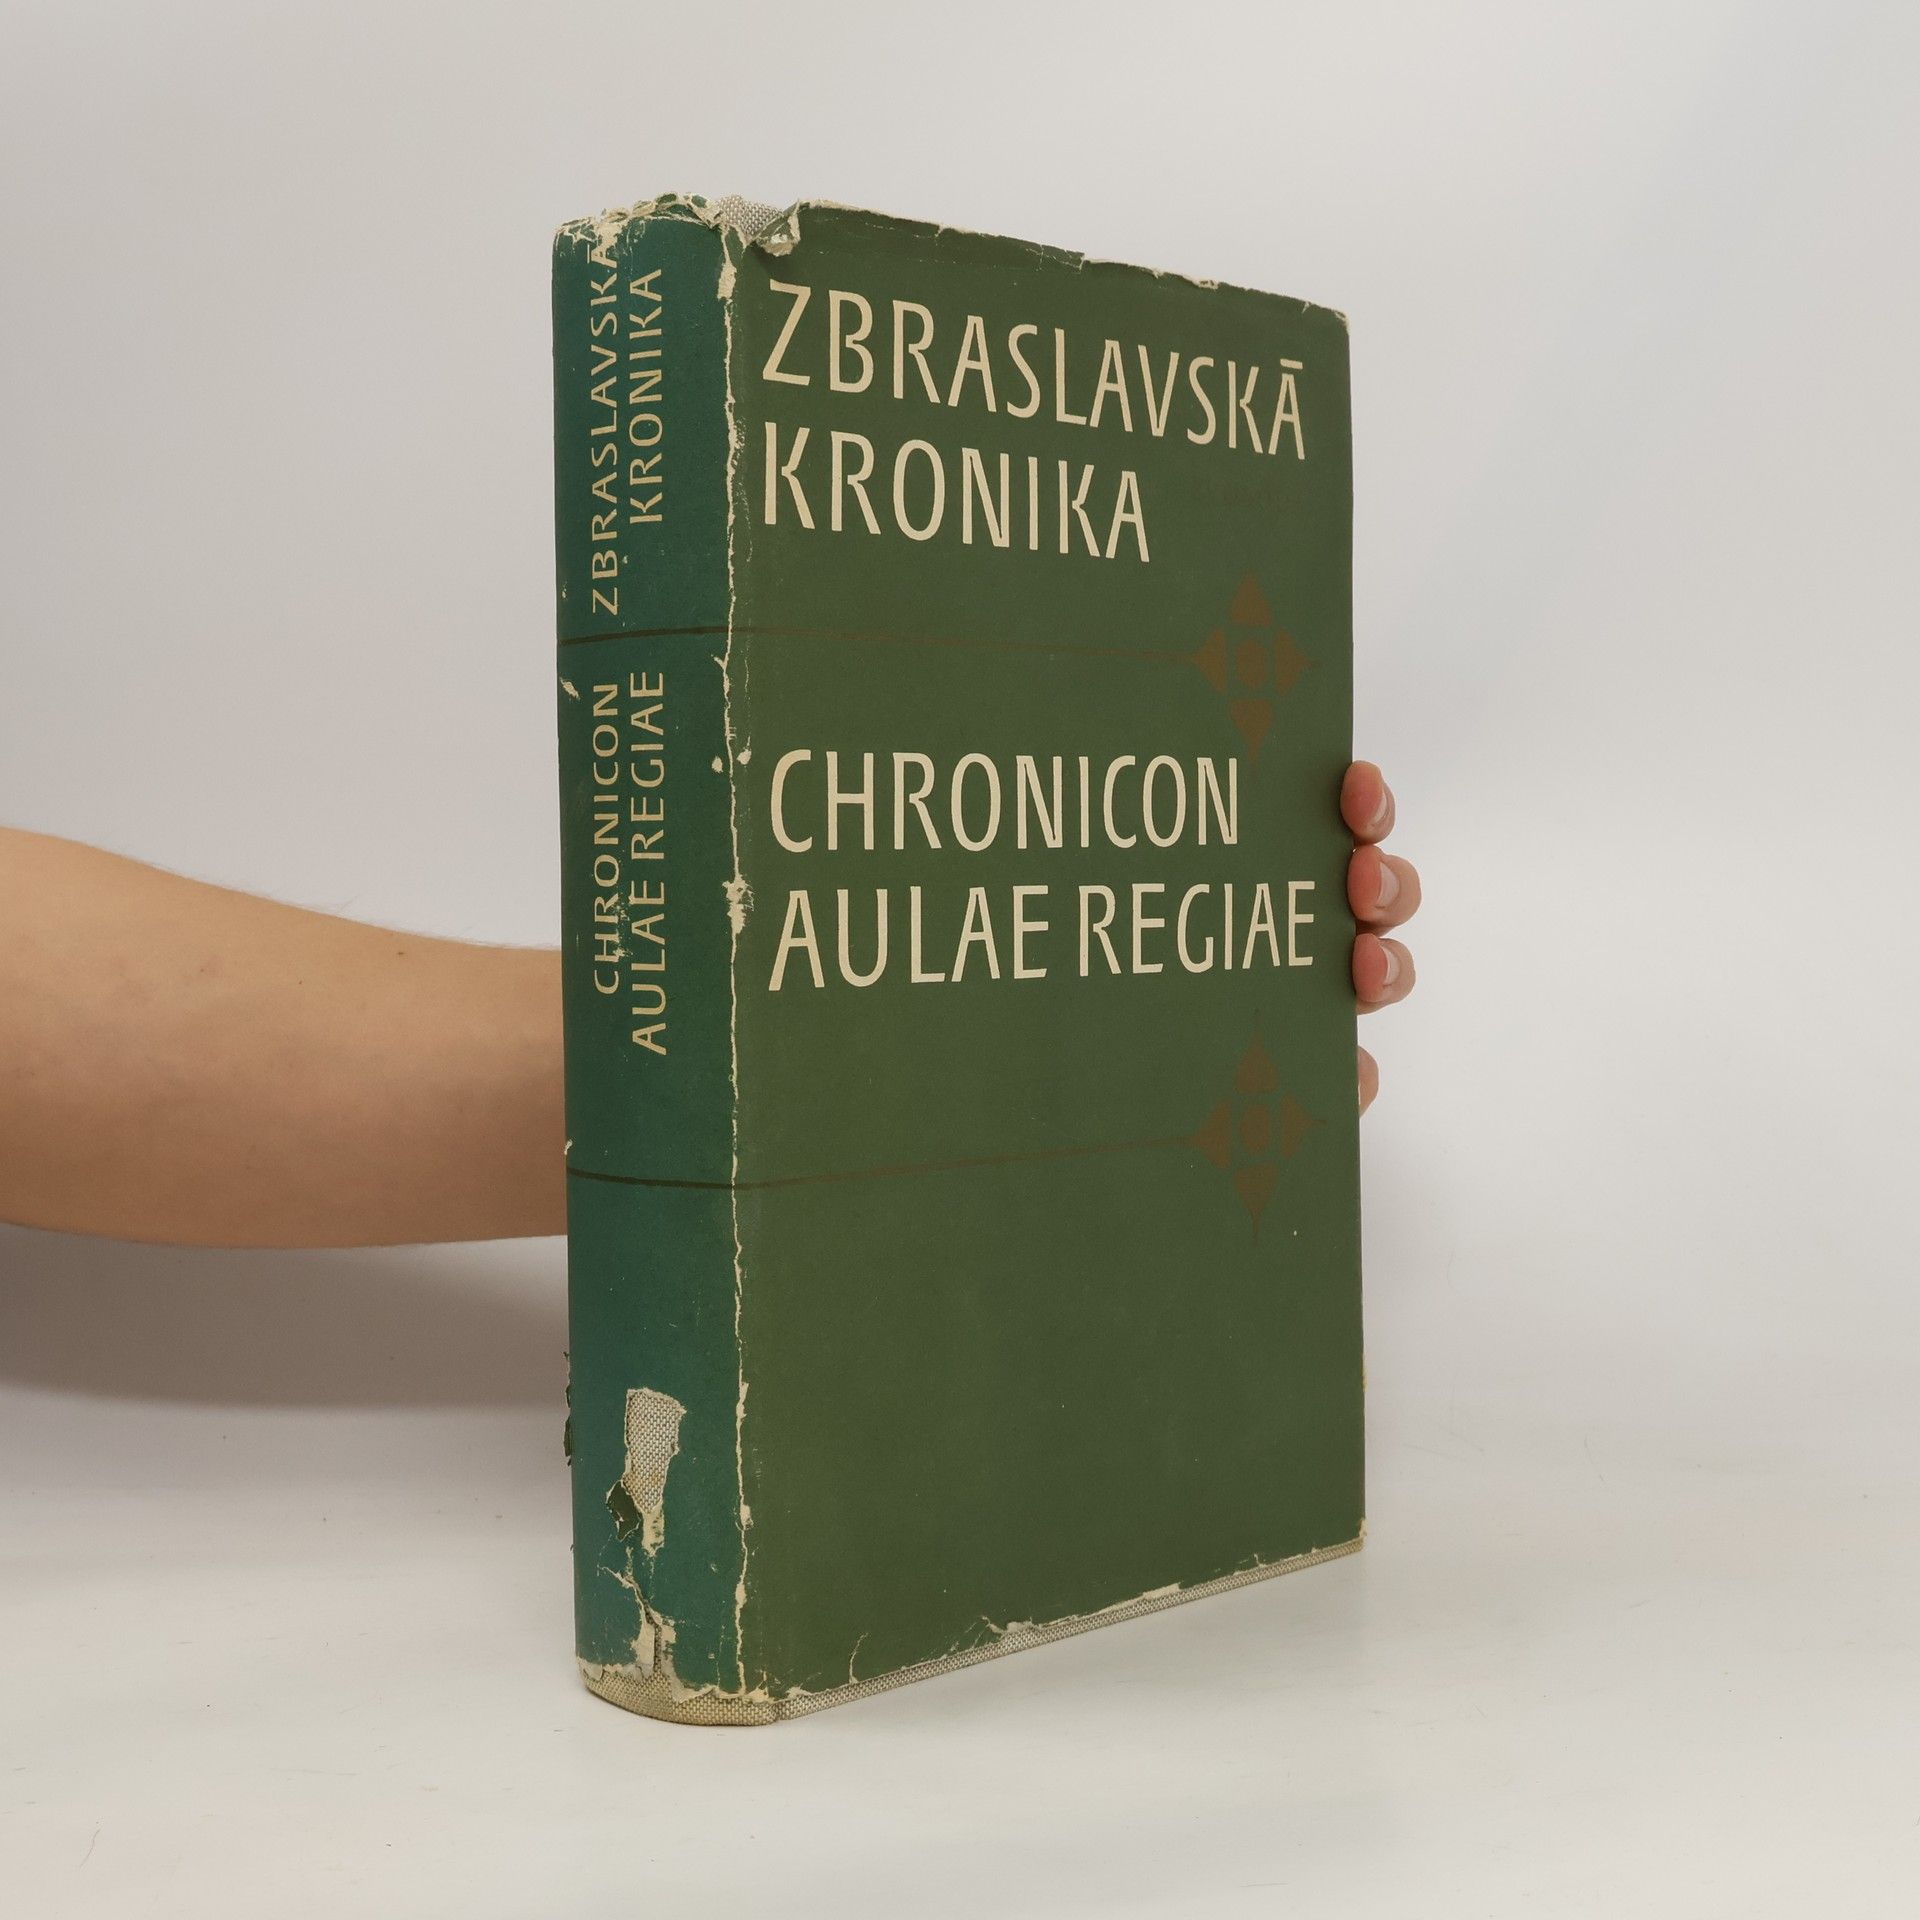 ZBRASLAVSKÁ
KRONIKA
CHRONICON
AULAE REGIAE
ZBRASLAVSKÁ
KRONIKA
CHRONICON
AULAE REGIAE